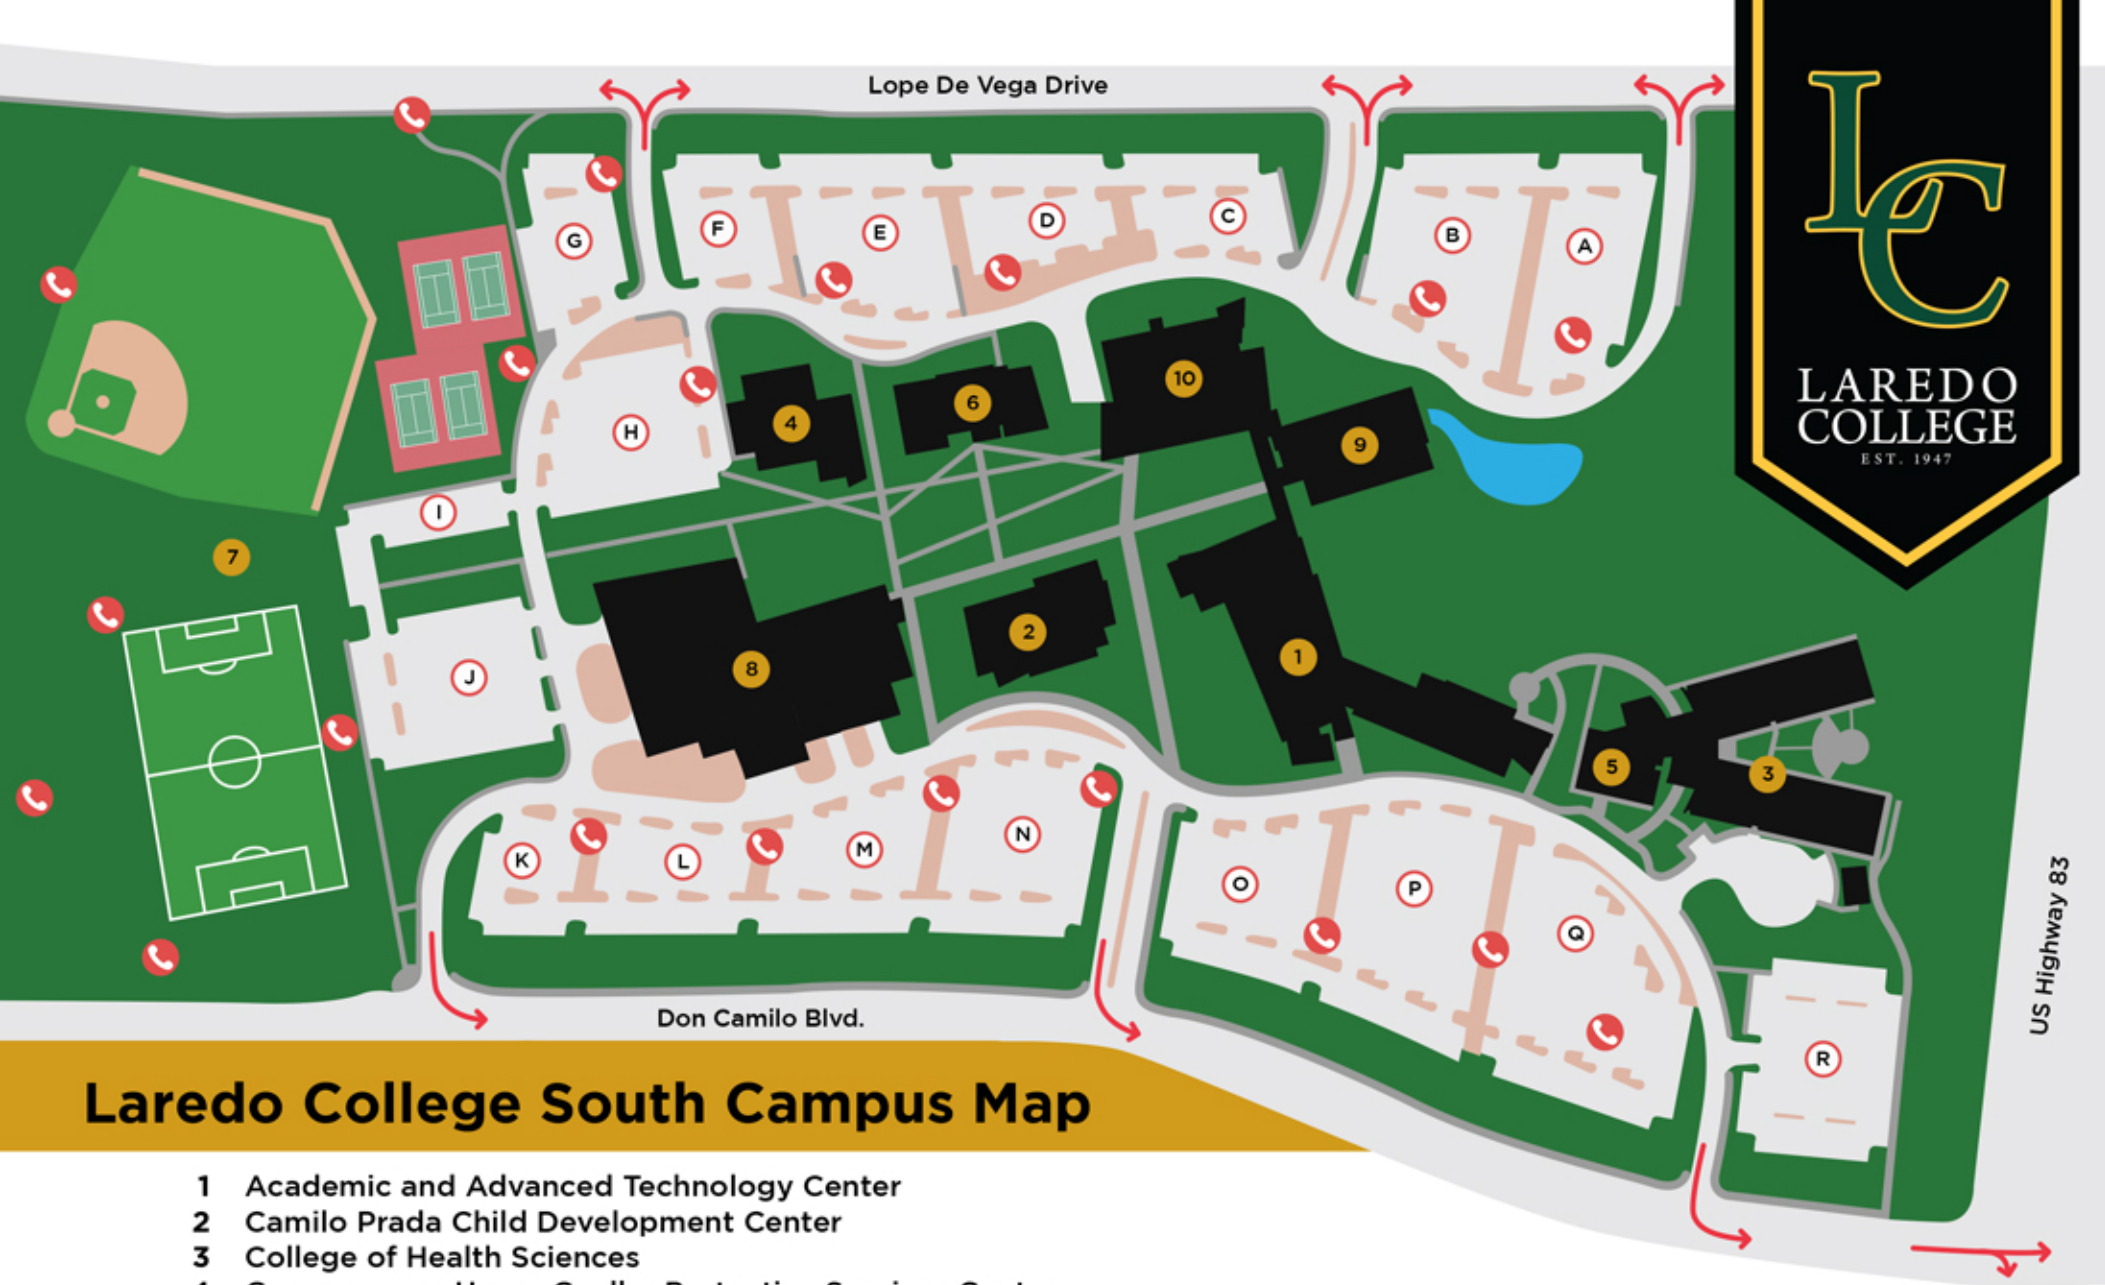 Lope De Vega Drive
LC
LAREDO
COLLEGE
EST. 1947
G
F
E
D
C
B
A
H
4
6
10
9
I
7
J
8
2
1
5
3
K
L
M
N
O
P
Q
R
US Highway 83
Don Camilo Blvd.
Laredo College South Campus Map
1 Academic and Advanced Technology Center
2 Camilo Prada Child Development Center
3 College of Health Sciences